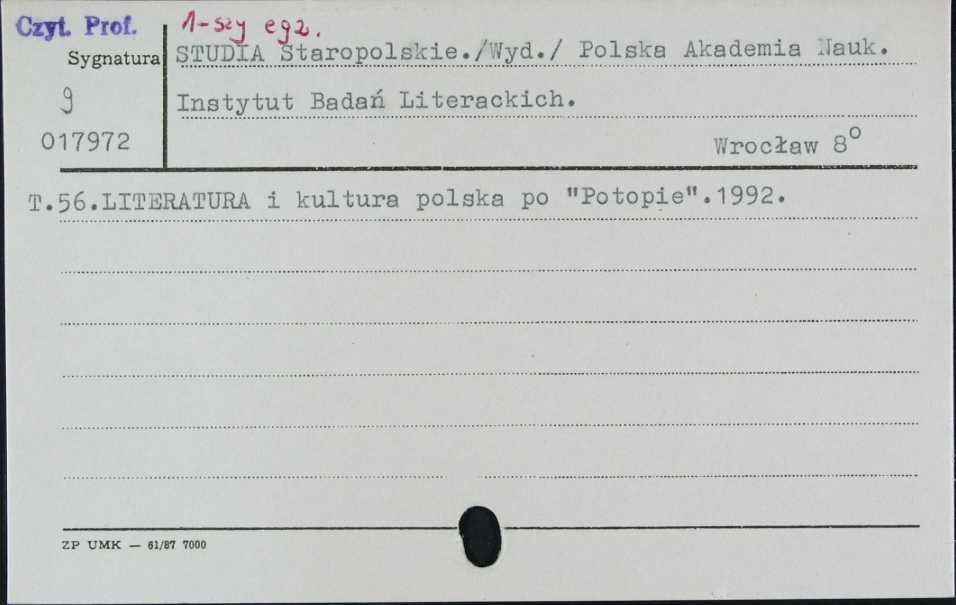 Czyt. Prof.
1-szy egz.
Sygnatura
STUDIA Staropolskie./Wyd./ Polska Akademia Nauk.
9
Instytut Badań Literackich.
017972
Wrocław 8°
T.56.LITERATURA i kultura polska po "Potopie".1992.
ZP UMK — 61/87 7000